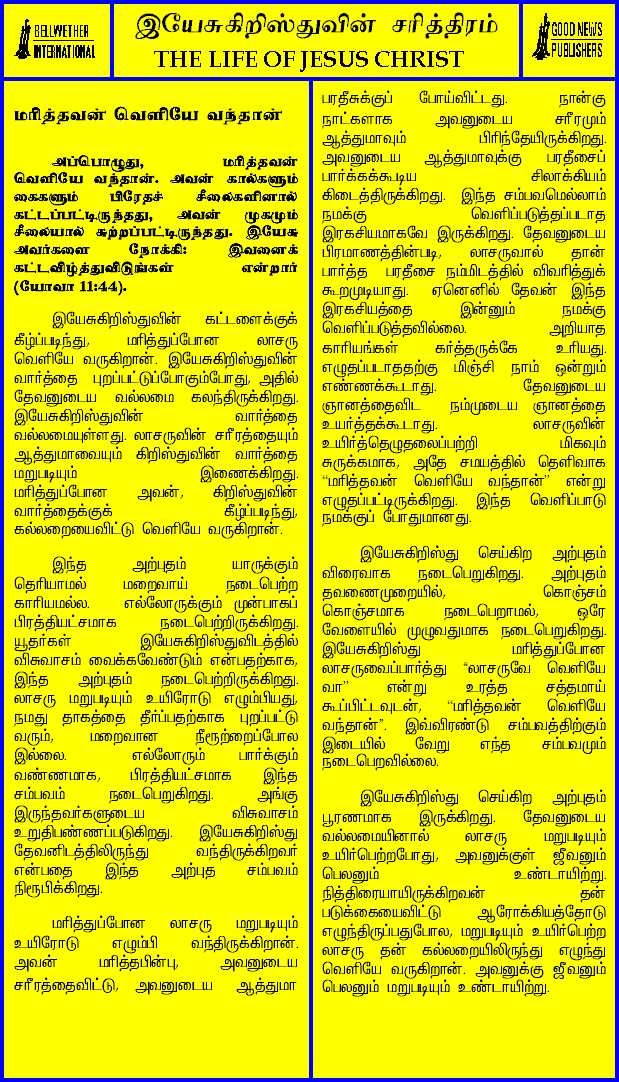 BELLWETHER
INTERNATIONAL
இயேசுகிறிஸ்துவின் சரித்திரம்
THE LIFE OF JESUS CHRIST
GOOD NEWS
PUBLISHERS
மரித்தவன் வெளியே வந்தான்
அப்பொழுது, மரித்தவன்
வெளியே வந்தான். அவன் கால்களும்
கைகளும் பிரேதச் சீலைகளினால்
கட்டப்பட்டிருந்தது, அவன் முகமும்
சீலையால் சுற்றப்பட்டிருந்தது. இயேசு
அவர்களை நோக்கி: இவனைக்
கட்டவிழ்த்துவிடுங்கள் என்றார்
(யோவா 11:44).
இயேசுகிறிஸ்துவின் கட்டளைக்குக்
கீழ்ப்படிந்து, மரித்துப்போன லாசரு
வெளியே வருகிறான். இயேசுகிறிஸ்துவின்
வார்த்தை புறப்பட்டுப்போகும்போது, அதில்
தேவனுடைய வல்லமை கலந்திருக்கிறது.
இயேசுகிறிஸ்துவின் வார்த்தை
வல்லமையுள்ளது. லாசருவின் சரீரத்தையும்
ஆத்துமாவையும் கிறிஸ்துவின் வார்த்தை
மறுபடியும் இணைக்கிறது.
மரித்துப்போன அவன், கிறிஸ்துவின்
வார்த்தைக்குக் கீழ்ப்படிந்து,
கல்லறையைவிட்டு வெளியே வருகிறான்.
இந்த அற்புதம் யாருக்கும்
தெரியாமல் மறைவாய் நடைபெற்ற
காரியமல்ல. எல்லோருக்கும் முன்பாகப்
பிரத்தியட்சமாக நடைபெற்றிருக்கிறது.
யூதர்கள் இயேசுகிறிஸ்துவிடத்தில்
விசுவாசம் வைக்கவேண்டும் என்பதற்காக,
இந்த அற்புதம் நடைபெற்றிருக்கிறது.
லாசரு மறுபடியும் உயிரோடு எழும்பியது,
நமது தாகத்தை தீர்ப்பதற்காக புறப்பட்டு
வரும், மறைவான நீரூற்றைப்போல
இல்லை. எல்லோரும் பார்க்கும்
வண்ணமாக, பிரத்தியட்சமாக இந்த
சம்பவம் நடைபெறுகிறது. அங்கு
இருந்தவர்களுடைய விசுவாசம்
உறுதிபண்ணப்படுகிறது. இயேசுகிறிஸ்து
தேவனிடத்திலிருந்து வந்திருக்கிறவர்
என்பதை இந்த அற்புத சம்பவம்
நிரூபிக்கிறது.
மரித்துப்போன லாசரு மறுபடியும்
உயிரோடு எழும்பி வந்திருக்கிறான்.
அவன் மரித்தபின்பு, அவனுடைய
சரீரத்தைவிட்டு, அவனுடைய ஆத்துமா
பரதீசுக்குப் போய்விட்டது. நான்கு
நாட்களாக அவனுடைய சரீரமும்
ஆத்துமாவும் பிரிந்தேயிருக்கிறது.
அவனுடைய ஆத்துமாவுக்கு பரதீசைப்
பார்க்கக்கூடிய சிலாக்கியம்
கிடைத்திருக்கிறது. இந்த சம்பவமெல்லாம்
நமக்கு வெளிப்படுத்தப்படாத
இரகசியமாகவே இருக்கிறது. தேவனுடைய
பிரமாணத்தின்படி, லாசருவால் தான்
பார்த்த பரதீசை நம்மிடத்தில் விவரித்துக்
கூறமுடியாது. ஏனெனில் தேவன் இந்த
இரகசியத்தை இன்னும் நமக்கு
வெளிப்படுத்தவில்லை. அறியாத
காரியங்கள் கர்த்தருக்கே உரியது.
எழுதப்படாததற்கு மிஞ்சி நாம் ஒன்றும்
எண்ணக்கூடாது. தேவனுடைய
ஞானத்தைவிட நம்முடைய ஞானத்தை
உயர்த்தக்கூடாது. லாசருவின்
உயிர்த்தெழுதலைப்பற்றி மிகவும்
சுருக்கமாக, அதே சமயத்தில் தெளிவாக
“மரித்தவன் வெளியே வந்தான்” என்று
எழுதப்பட்டிருக்கிறது. இந்த வெளிப்பாடு
நமக்குப் போதுமானது.
இயேசுகிறிஸ்து செய்கிற அற்புதம்
விரைவாக நடைபெறுகிறது. அற்புதம்
தவணைமுறையில், கொஞ்சம்
கொஞ்சமாக நடைபெறாமல், ஒரே
வேளையில் முழுவதுமாக நடைபெறுகிறது.
இயேசுகிறிஸ்து மரித்துப்போன
லாசருவைப்பார்த்து “லாசருவே வெளியே
வா” என்று உரத்த சத்தமாய்
கூப்பிட்டவுடன், “மரித்தவன் வெளியே
வந்தான்”. இவ்விரண்டு சம்பவத்திற்கும்
இடையில் வேறு எந்த சம்பவமும்
நடைபெறவில்லை.
இயேசுகிறிஸ்து செய்கிற அற்புதம்
பூரணமாக இருக்கிறது. தேவனுடைய
வல்லமையினால் லாசரு மறுபடியும்
உயிர்பெற்றபோது, அவனுக்குள் ஜீவனும்
பெலனும் உண்டாயிற்று.
நித்திரையாயிருக்கிறவன் தன்
படுக்கையைவிட்டு ஆரோக்கியத்தோடு
எழுந்திருப்பதுபோல, மறுபடியும் உயிர்பெற்ற
லாசரு தன் கல்லறையிலிருந்து எழுந்து
வெளியே வருகிறான். அவனுக்கு ஜீவனும்
பெலனும் மறுபடியும் உண்டாயிற்று.